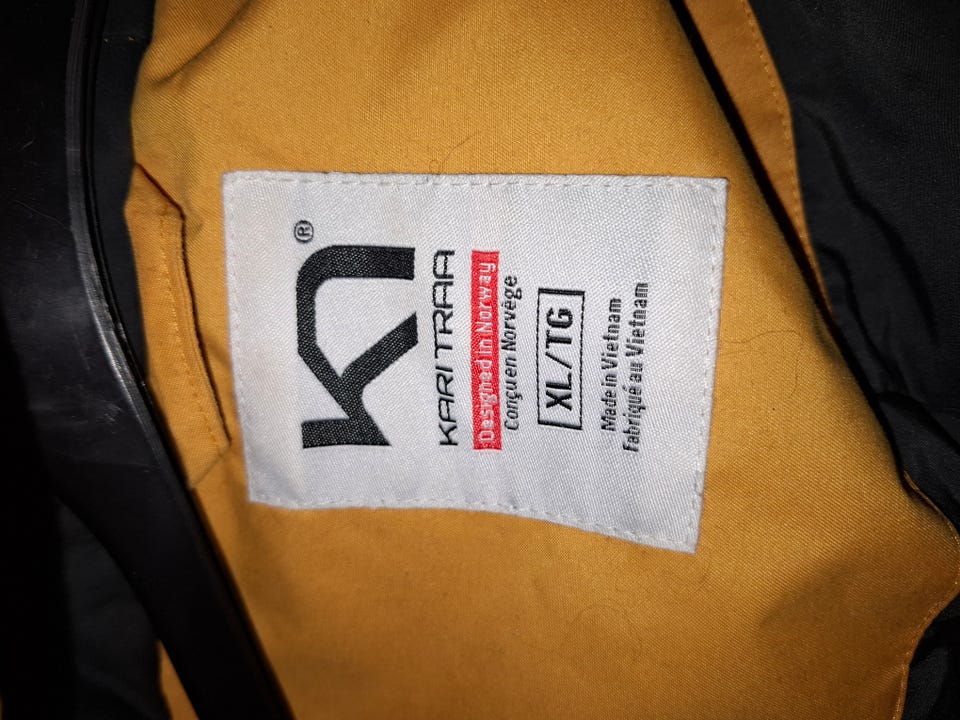 ®
KARI TRAA
Designed in Norway
Conçu en Norvège
XL/TG
Made in Vietnam
Fabriqué au Vietnam